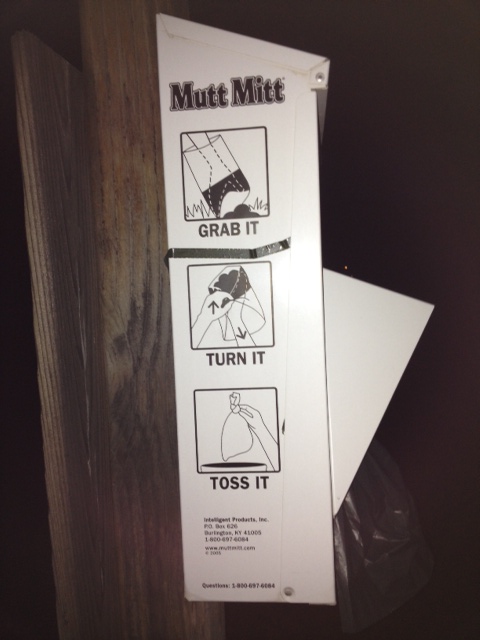 Mutt Mitt
GRAB IT
TURN IT
TOSS IT
Intelligent Products, Inc.
P.O. Box 626
Burlington, KY 41005
1-800-697-6084
www.muttmitt.com
© 2005
Questions: 1-800-697-6084